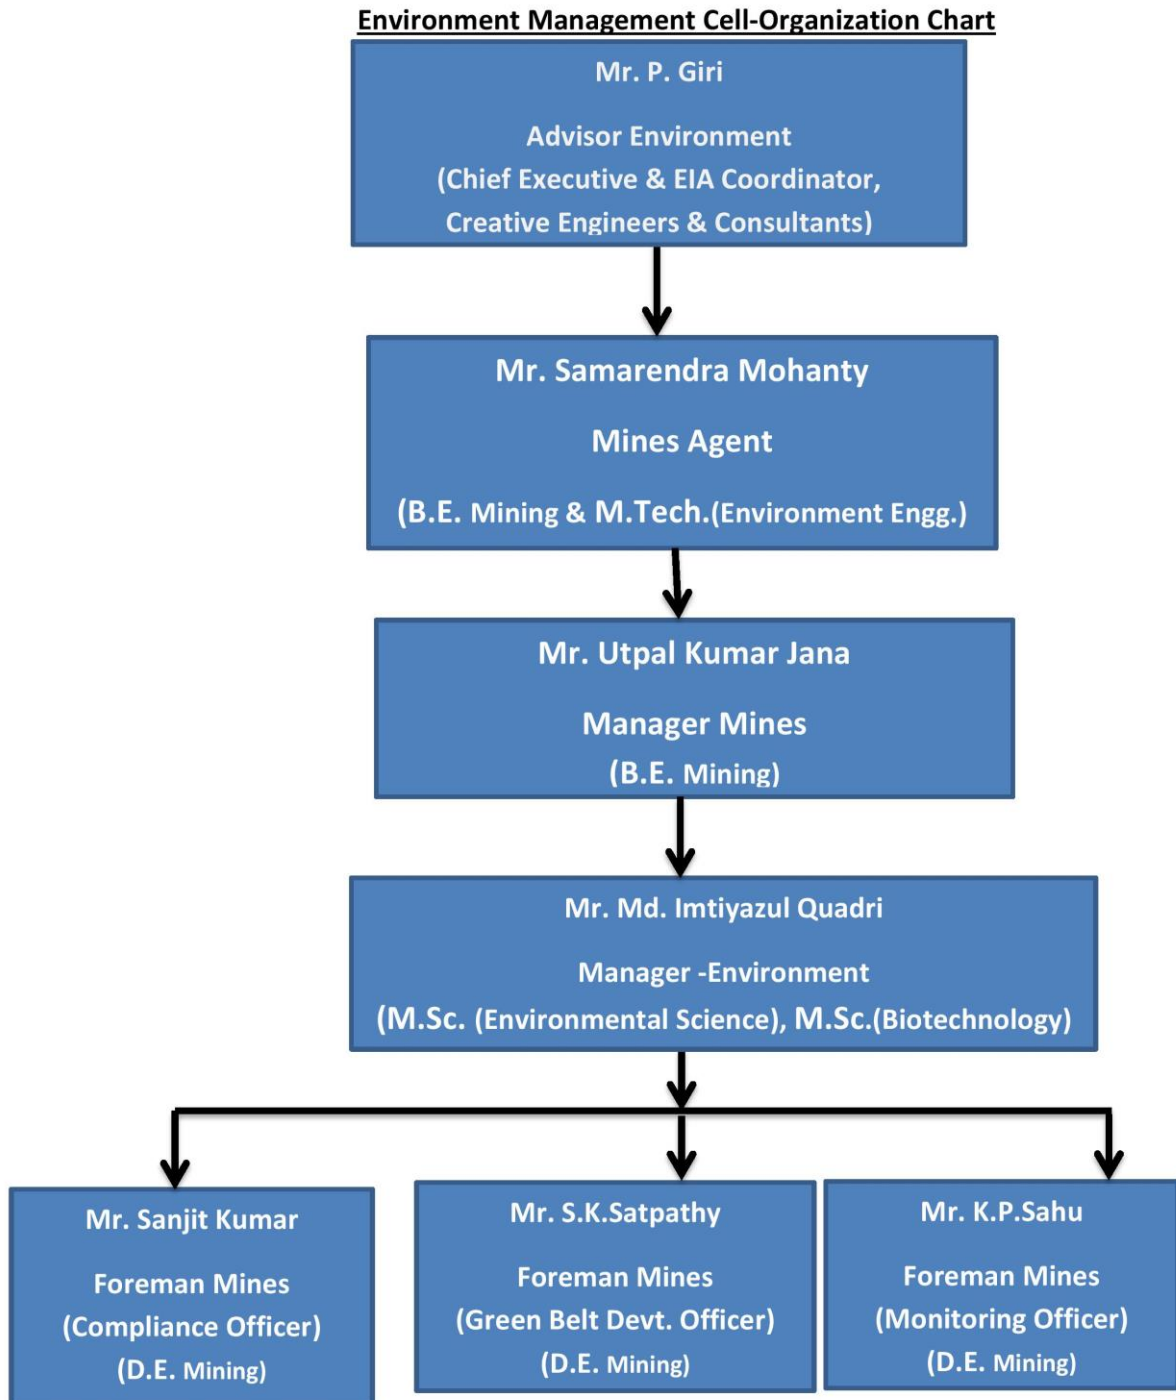 Environment Management Cell-Organization Chart
Mr. P. Giri
Advisor Environment
(Chief Executive & EIA Coordinator,
Creative Engineers & Consultants)
Mr. Samarendra Mohanty
Mines Agent
(B.E. Mining & M.Tech.(Environment Engg.)
Mr. Utpal Kumar Jana
Manager Mines
(B.E. Mining)
Mr. Md. Imtiyazul Quadri
Manager -Environment
(M.Sc. (Environmental Science), M.Sc.(Biotechnology)
Mr. Sanjit Kumar
Foreman Mines
(Compliance Officer)
(D.E. Mining)
Mr. S.K.Satpathy
Foreman Mines
(Green Belt Devt. Officer)
(D.E. Mining)
Mr. K.P.Sahu
Foreman Mines
(Monitoring Officer)
(D.E. Mining)